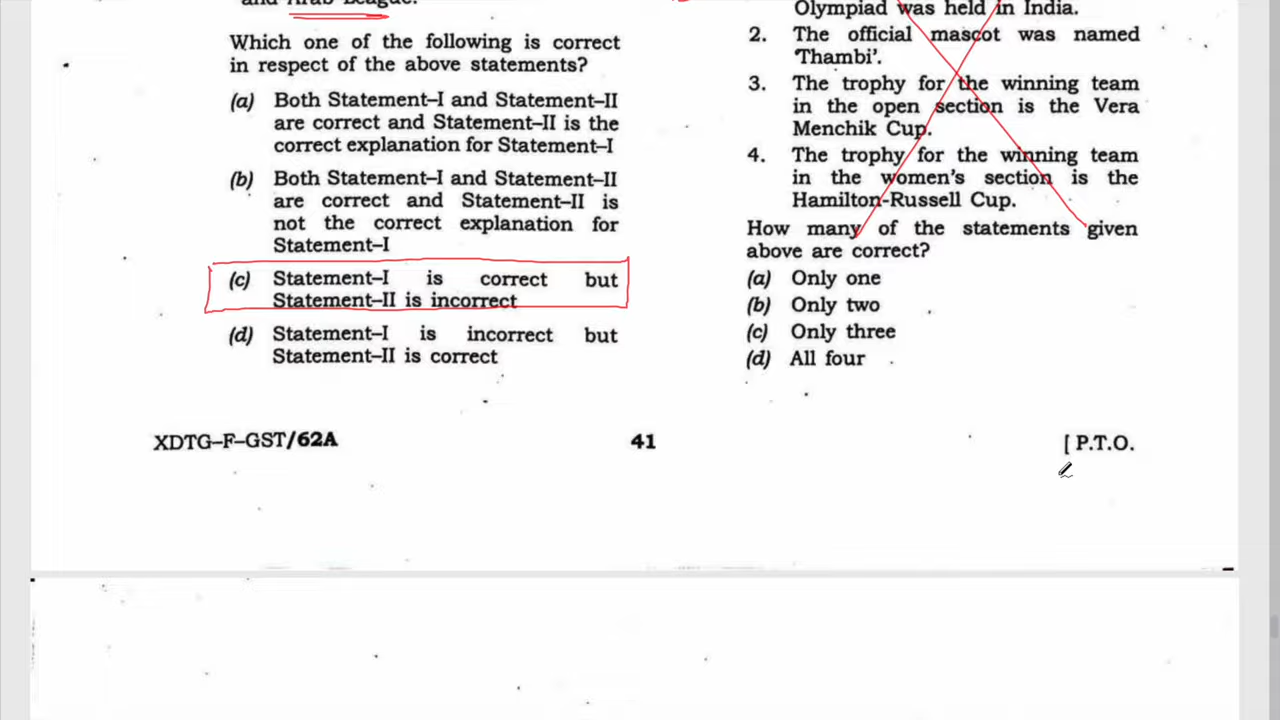 and Arab League.
Which one of the following is correct
in respect of the above statements?
(a) Both Statement–I and Statement–II
are correct and Statement–II is the
correct explanation for Statement–I
(b) Both Statement–I and Statement–II
are correct and Statement–II is
not the correct explanation for
Statement–I
(c) Statement–I is correct but
Statement–II is incorrect
(d) Statement–I is incorrect but
Statement–II is correct
Olympiad was held in India.
2. The official mascot was named
‘Thambi’.
3. The trophy for the winning team
in the open section is the Vera
Menchik Cup.
4. The trophy for the winning team
in the women’s section is the
Hamilton-Russell Cup.
How many of the statements given
above are correct?
(a) Only one
(b) Only two
(c) Only three
(d) All four
XDTG–F–GST/62A 41 [ P.T.O.